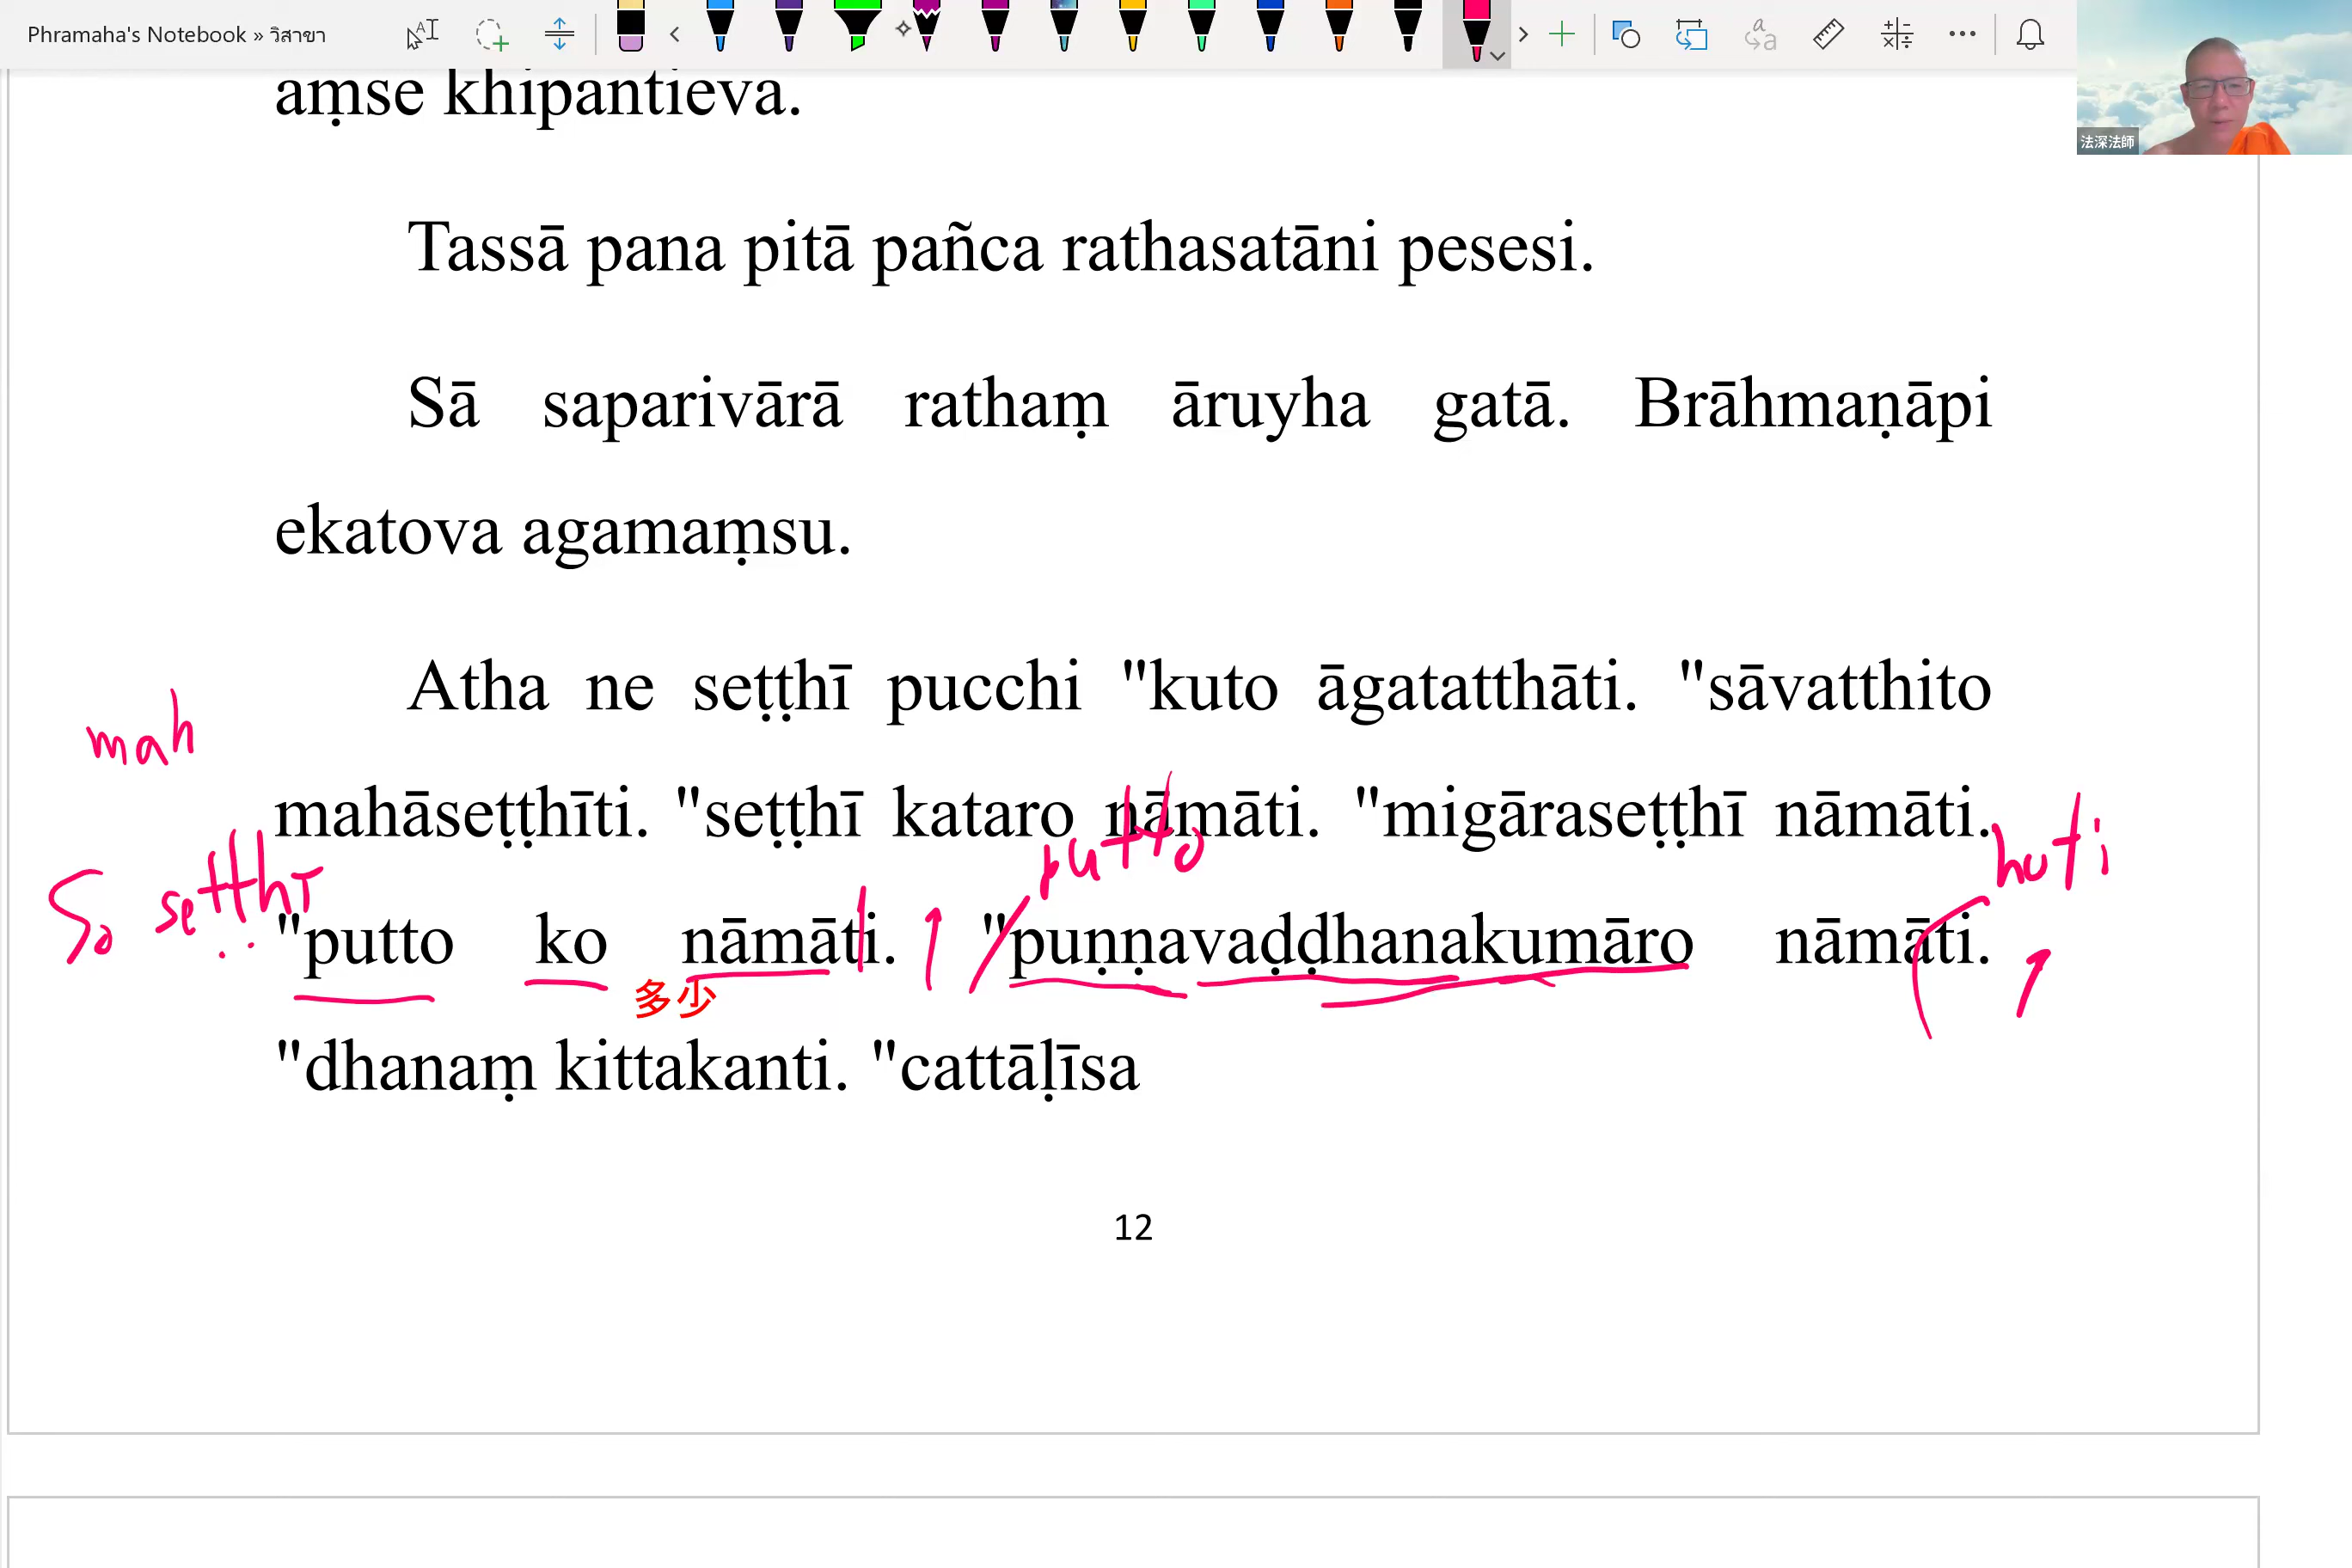 Phramaha's Notebook » วิสาขา
法深法師
aṃse khipantieva.
Tassā pana pitā pañca rathasatāni pesesi.
Sā saparivārā rathaṃ āruyha gatā. Brāhmaṇāpi
ekatova agamaṃsu.
Atha ne seṭṭhī pucchi "kuto āgatatthāti. "sāvatthito
mah
mahāseṭṭhīti. "seṭṭhī kataro nāmāti. "migāraseṭṭhī nāmāti.
So seṭṭhī
putto
hoti
"putto ko nāmāti. "puṇṇavaḍḍhanakumāro nāmāti.
多少
"dhanaṃ kittakanti. "cattāḷīsa
12